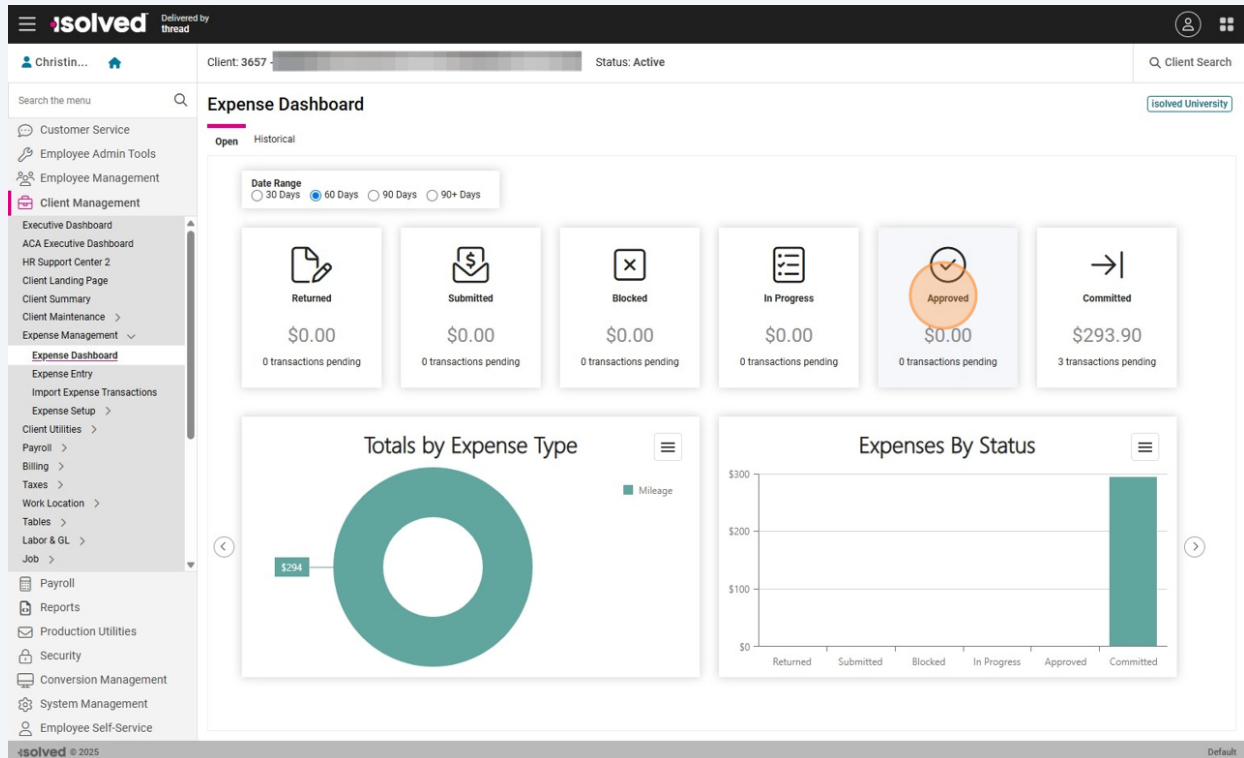 isolved Delivered by
thread
Christin...
Client: 3657 -
Status: Active
Client Search
Search the menu
Expense Dashboard
isolved University
Open Historical
Customer Service
Employee Admin Tools
Employee Management
Client Management
Executive Dashboard
ACA Executive Dashboard
HR Support Center 2
Client Landing Page
Client Summary
Client Maintenance >
Expense Management
Expense Dashboard
Expense Entry
Import Expense Transactions
Expense Setup >
Client Utilities >
Payroll >
Billing >
Taxes >
Work Location >
Tables >
Labor & GL >
Job >
Payroll
Reports
Production Utilities
Security
Conversion Management
System Management
Employee Self-Service
Date Range
30 Days 60 Days 90 Days 90+ Days
Returned
$0.00
0 transactions pending
Submitted
$0.00
0 transactions pending
Blocked
$0.00
0 transactions pending
In Progress
$0.00
0 transactions pending
Approved
$0.00
0 transactions pending
Committed
$293.90
3 transactions pending
Totals by Expense Type
Mileage
$294
Expenses By Status
$300
$200
$100
$0
Returned Submitted Blocked In Progress Approved Committed
isolved © 2025
Default